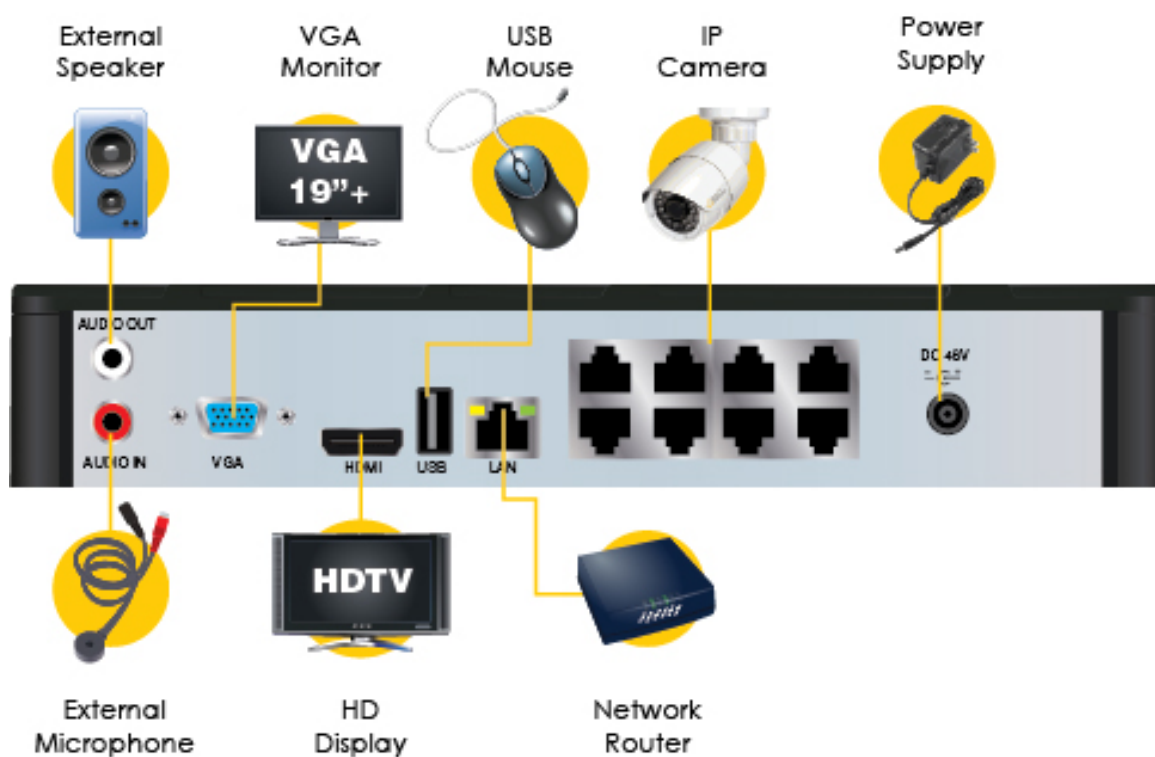 External
Speaker
VGA
Monitor
USB
Mouse
IP
Camera
Power
Supply
VGA
19”+
AUDIO OUT
DC 48V
AUDIO IN
VGA
HDMI
USB
LAN
HDTV
External
Microphone
HD
Display
Network
Router